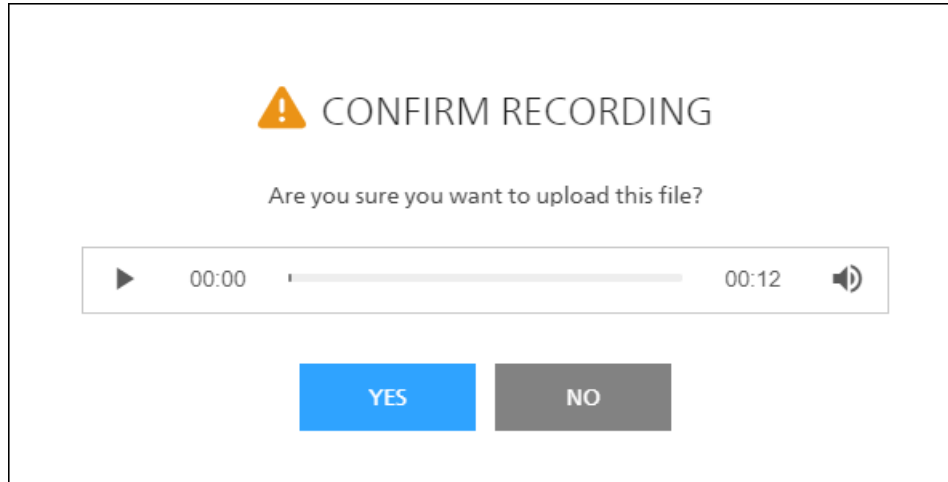 CONFIRM RECORDING
Are you sure you want to upload this file?
00:00 00:12
YES NO